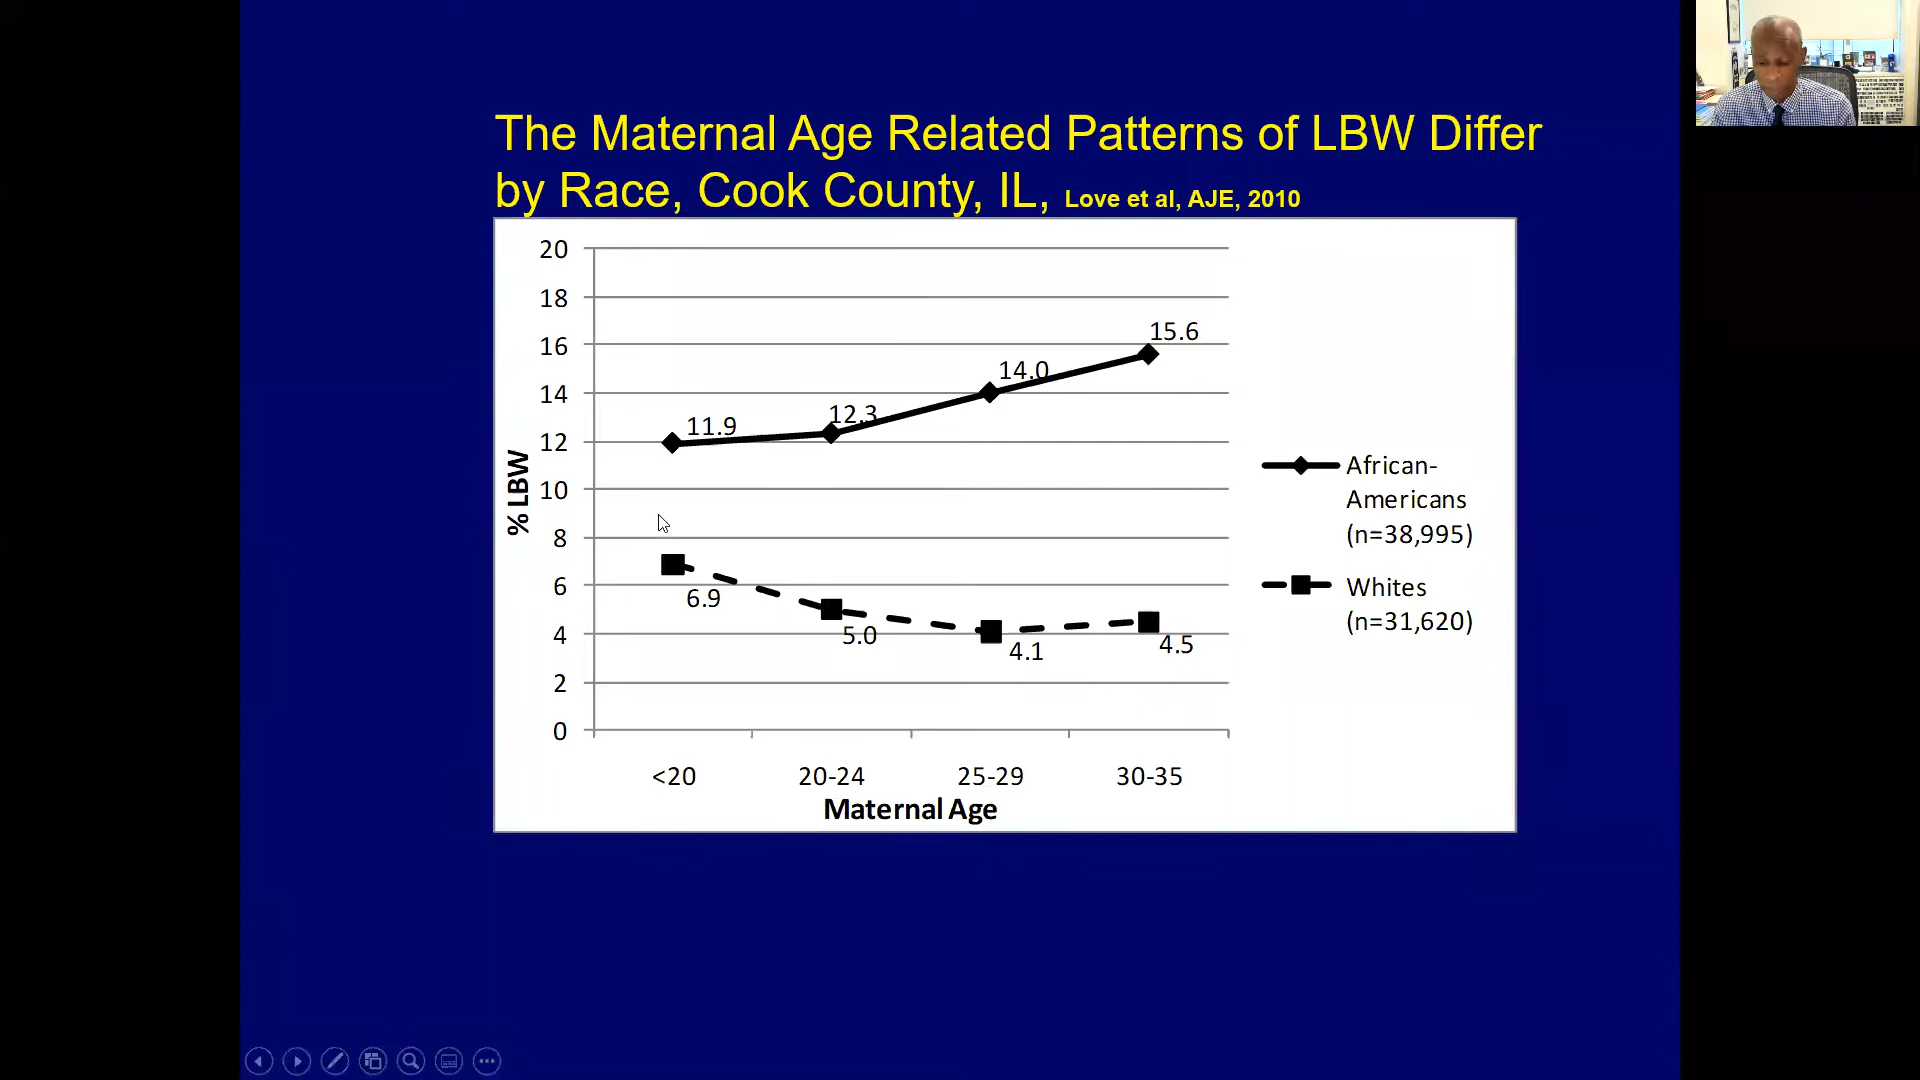 The Maternal Age Related Patterns of LBW Differ
by Race, Cook County, IL, Love et al, AJE, 2010
20
18
16
14
12
10
8
6
4
2
0
% LBW
11.9
12.3
14.0
15.6
6.9
5.0
4.1
4.5
<20
20-24
25-29
30-35
Maternal Age
African-
Americans
(n=38,995)
Whites
(n=31,620)